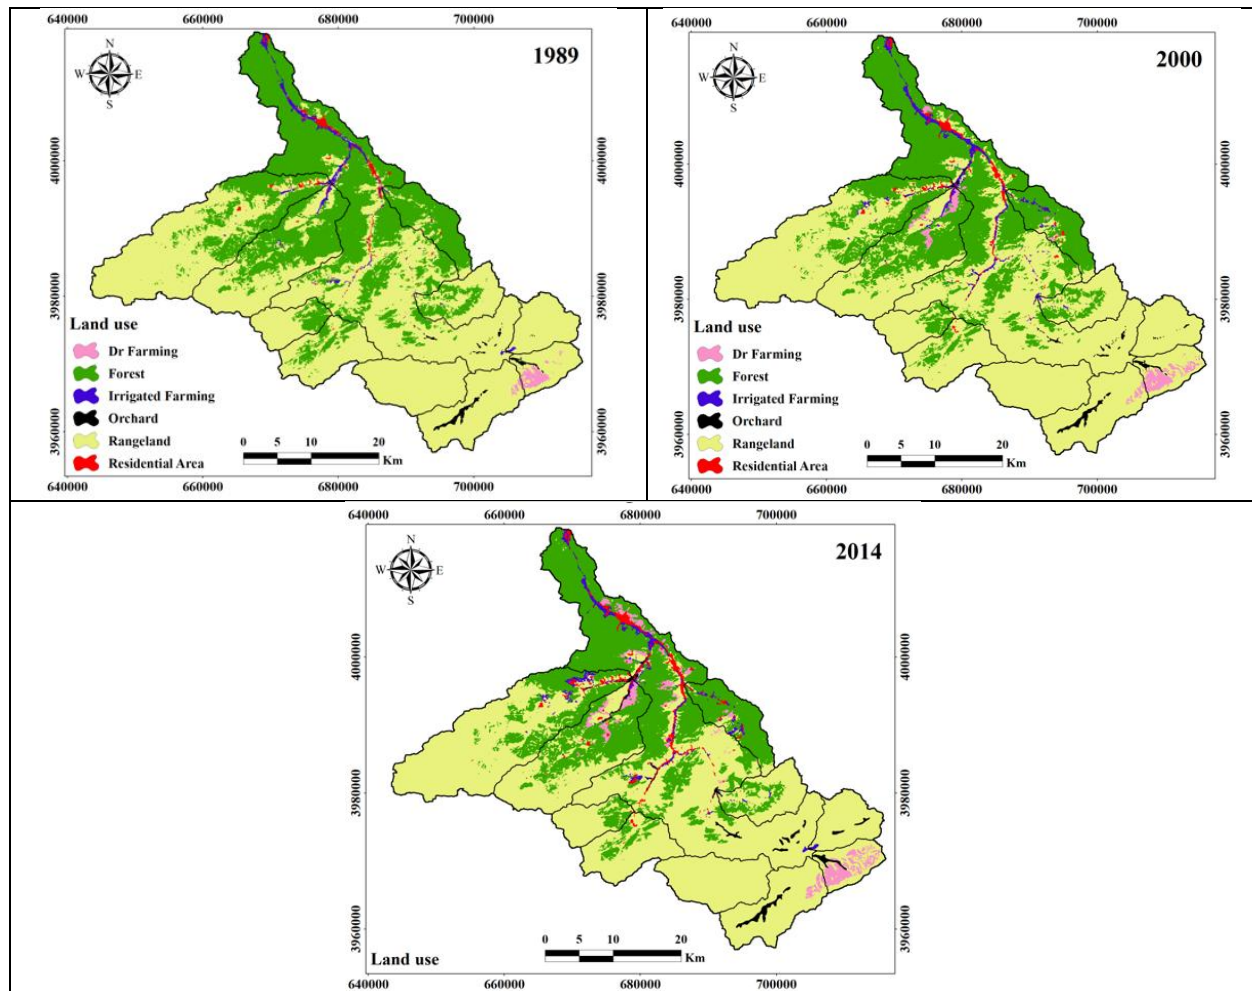 640000 660000 680000 700000
1989
N
W E
S
4000000 4000000
3980000 3980000
3960000 3960000
Land use
Dr Farming
Forest
Irrigated Farming
Orchard
Rangeland
Residential Area
0 5 10 20
Km
640000 660000 680000 700000
640000 660000 680000 700000
2000
N
W E
S
4000000 4000000
3980000 3980000
3960000 3960000
Land use
Dr Farming
Forest
Irrigated Farming
Orchard
Rangeland
Residential Area
0 5 10 20
Km
640000 660000 680000 700000
640000 660000 680000 700000
2014
N
W E
S
4000000 4000000
3980000 3980000
3960000 3960000
0 5 10 20
Km
Land use
640000 660000 680000 700000